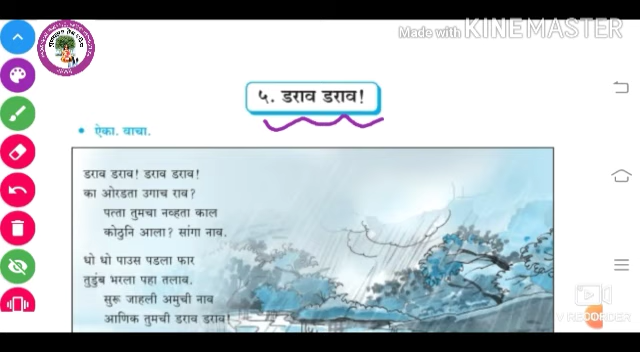 Made with KINEMASTER
५. डराव डराव!
• ऐका. वाचा.
डराव डराव! डराव डराव!
का ओरडता उगाच राव?
पत्ता तुमचा नव्हता काल
कोठुनि आला? सांगा नाव.
धो धो पाउस पडला फार
तुडुंब भरला पहा तलाव.
सुरू जाहली अमुची नाव
आणिक तुमची डराव डराव!
RECORDER